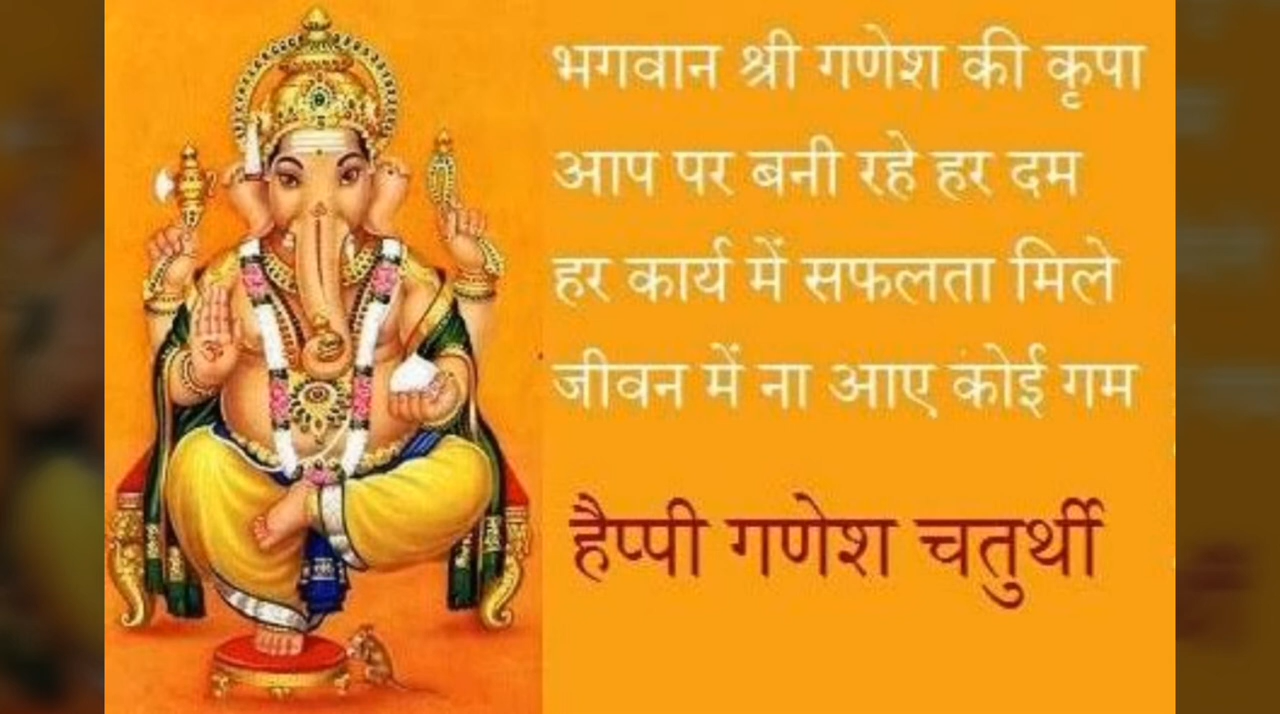 भगवान श्री गणेश की कृपा
आप पर बनी रहे हर दम
हर कार्य में सफलता मिले
जीवन में ना आए कोई गम
हैप्पी गणेश चतुर्थी